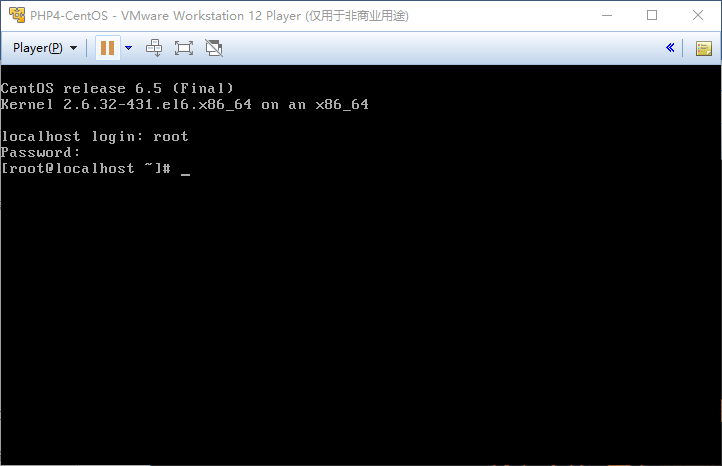 PHP4-CentOS - VMware Workstation 12 Player (仅用于非商业用途)
Player(P)
CentOS release 6.5 (Final)
Kernel 2.6.32-431.el6.x86_64 on an x86_64
localhost login: root
Password:
[root@localhost ~]# _